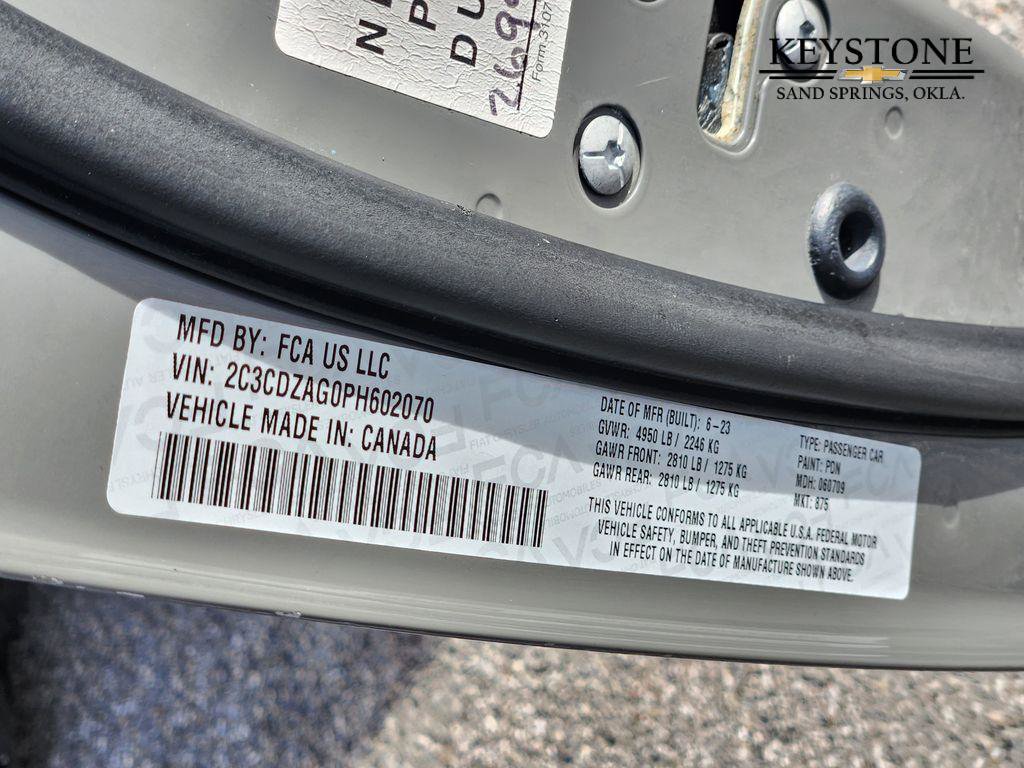 KEYSTONE
SAND SPRINGS, OKLA.
Form 3-07
MFD BY: FCA US LLC
VIN: 2C3CDZAG0PH602070
VEHICLE MADE IN: CANADA
DATE OF MFR (BUILT): 6-23
GVWR: 4950 LB / 2246 KG
GAWR FRONT: 2810 LB / 1275 KG
GAWR REAR: 2810 LB / 1275 KG
TYPE: PASSENGER CAR
PAINT: PDN
MDH: 060709
MKT: 875
THIS VEHICLE CONFORMS TO ALL APPLICABLE U.S.A. FEDERAL MOTOR
VEHICLE SAFETY, BUMPER, AND THEFT PREVENTION STANDARDS
IN EFFECT ON THE DATE OF MANUFACTURE SHOWN ABOVE.